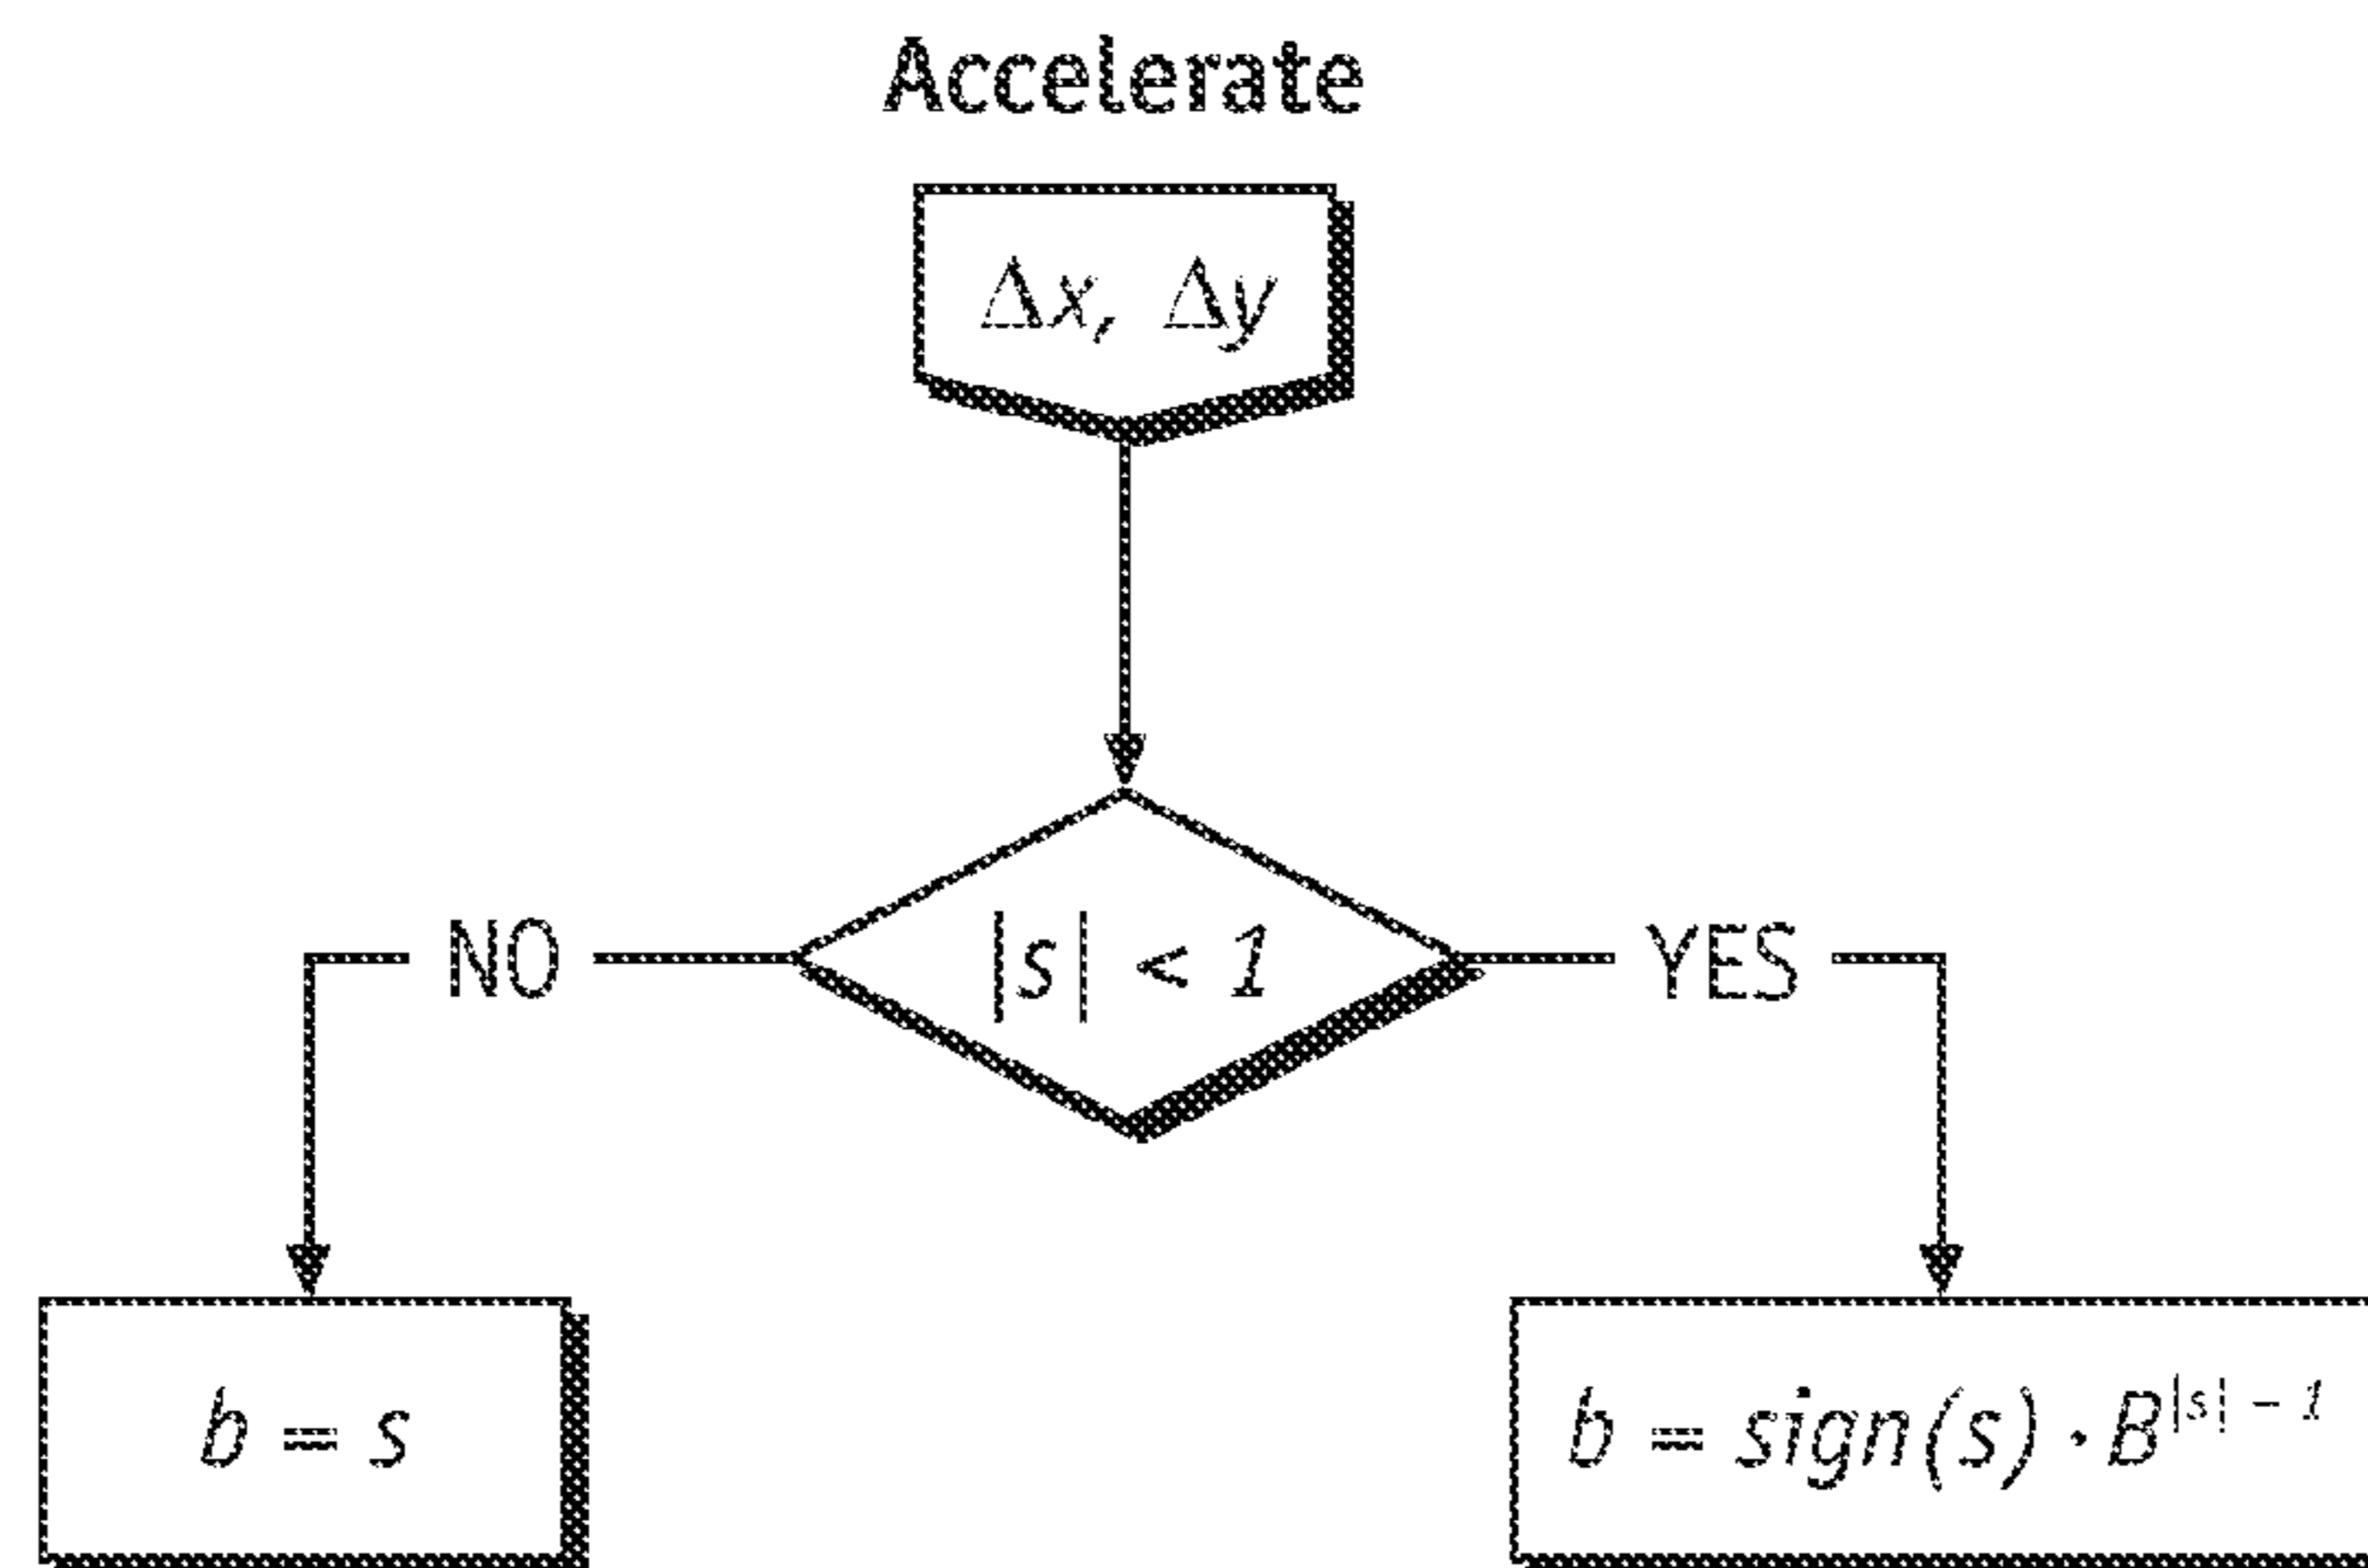 Accelerate
Δx, Δy
|s| < 1
NO
YES
b = s
b = sign(s) · B^{|s| − 1}